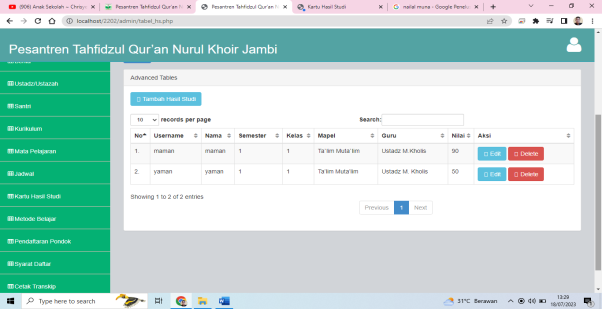 (906) Anak Sekolah – Chrisye
Pesantren Tahfidzul Qur'an N
Pesantren Tahfidzul Qur'an N
Kartu Hasil Studi
nailal muna - Google Penelu
localhost/2202/admin/tabel_hs.php
Pesantren Tahfidzul Qur'an Nurul Khoir Jambi
Ustadz/Ustazah
Santri
Kurikulum
Mata Pelajaran
Jadwal
Kartu Hasil Studi
Metode Belajar
Pendaftaran Pondok
Syarat Daftar
Cetak Transkip
Advanced Tables
Tambah Hasil Studi
10 records per page Search:
No Username Nama Semester Kelas Mapel Guru Nilai Aksi
1. maman maman 1 1 Ta'lim Muta'lim Ustadz M.Kholis 90 Edit Delete
2. yaman yaman 1 1 Ta'lim Muta'lim Ustadz M. Kholis 50 Edit Delete
Showing 1 to 2 of 2 entries
Previous 1 Next
Type here to search
31°C Berawan
13:29
18/07/2023